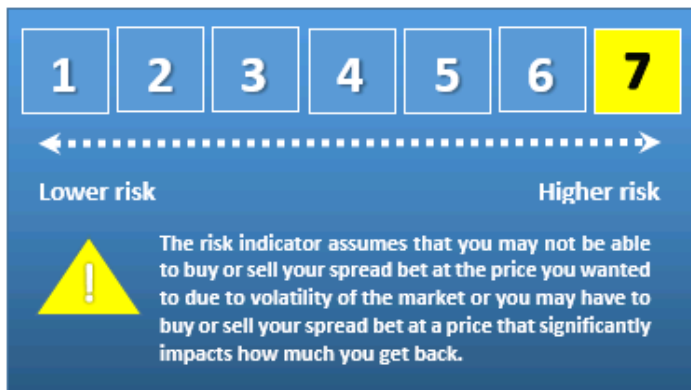 1 2 3 4 5 6 7
Lower risk Higher risk
!
The risk indicator assumes that you may not be able
to buy or sell your spread bet at the price you wanted
to due to volatility of the market or you may have to
buy or sell your spread bet at a price that significantly
impacts how much you get back.